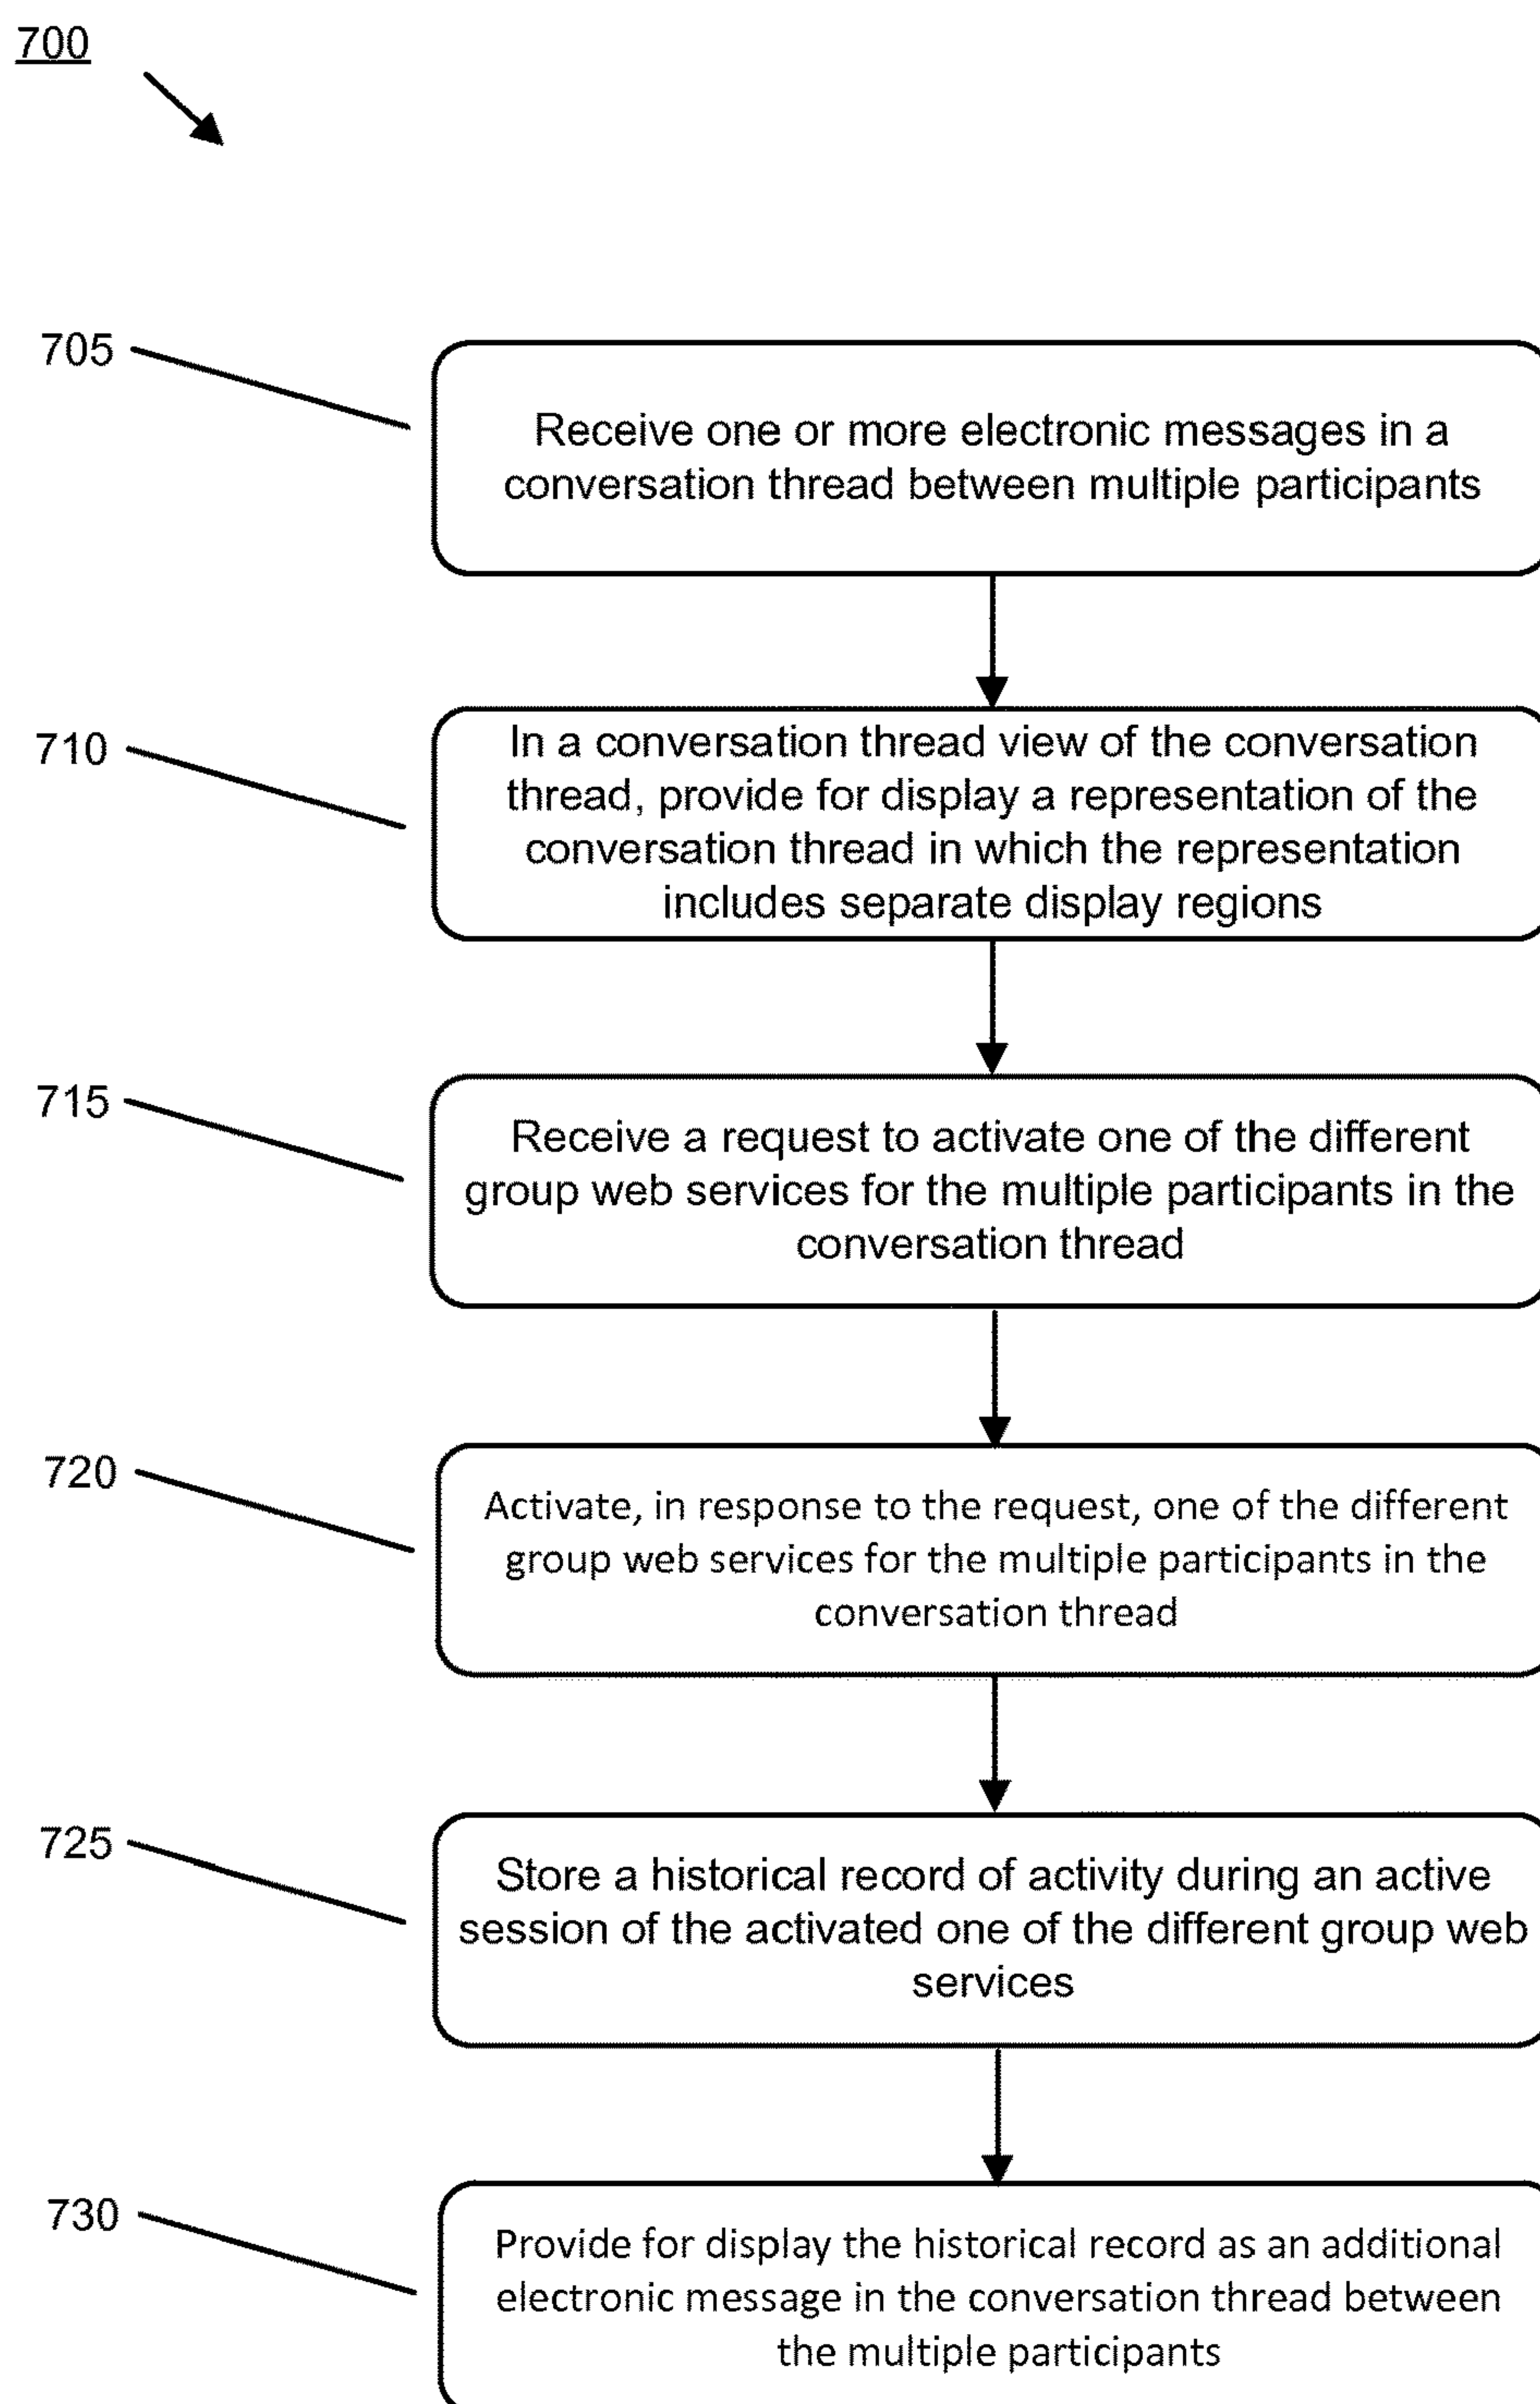 700
705
Receive one or more electronic messages in a
conversation thread between multiple participants
710
In a conversation thread view of the conversation
thread, provide for display a representation of the
conversation thread in which the representation
includes separate display regions
715
Receive a request to activate one of the different
group web services for the multiple participants in the
conversation thread
720
Activate, in response to the request, one of the different
group web services for the multiple participants in the
conversation thread
725
Store a historical record of activity during an active
session of the activated one of the different group web
services
730
Provide for display the historical record as an additional
electronic message in the conversation thread between
the multiple participants